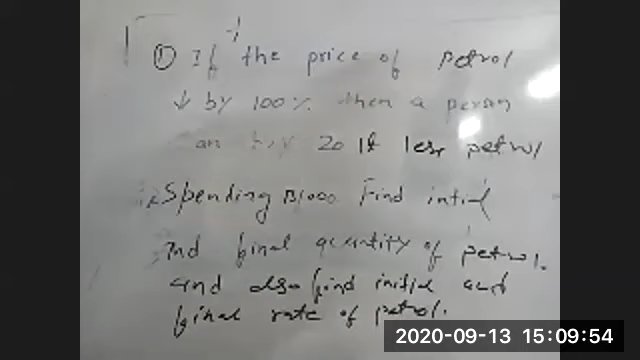 ① If the price of petrol
↓ by 100% then a person
an buy 20 lt less petrol
Spending ₹1000 Find intial
and final quantity of petrol.
and also find initial and
final rate of petrol.
2020-09-13 15:09:54